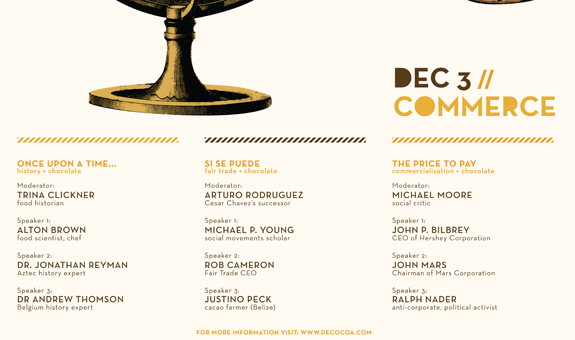 DEC 3 //
COMMERCE
ONCE UPON A TIME...
history + chocolate
Moderator:
TRINA CLICKNER
food historian
Speaker 1:
ALTON BROWN
food scientist, chef
Speaker 2:
DR. JONATHAN REYMAN
Aztec history expert
Speaker 3:
DR ANDREW THOMSON
Belgium history expert
SI SE PUEDE
fair trade + chocolate
Moderator:
ARTURO RODRUGUEZ
Cesar Chavez's successor
Speaker 1:
MICHAEL P. YOUNG
social movements scholar
Speaker 2:
ROB CAMERON
Fair Trade CEO
Speaker 3:
JUSTINO PECK
cacao farmer (Belize)
THE PRICE TO PAY
commercialization + chocolate
Moderator:
MICHAEL MOORE
social critic
Speaker 1:
JOHN P. BILBREY
CEO of Hershey Corporation
Speaker 2:
JOHN MARS
Chairman of Mars Corporation
Speaker 3:
RALPH NADER
anti-corporate, political activist
FOR MORE INFORMATION VISIT: WWW.DECOCOA.COM